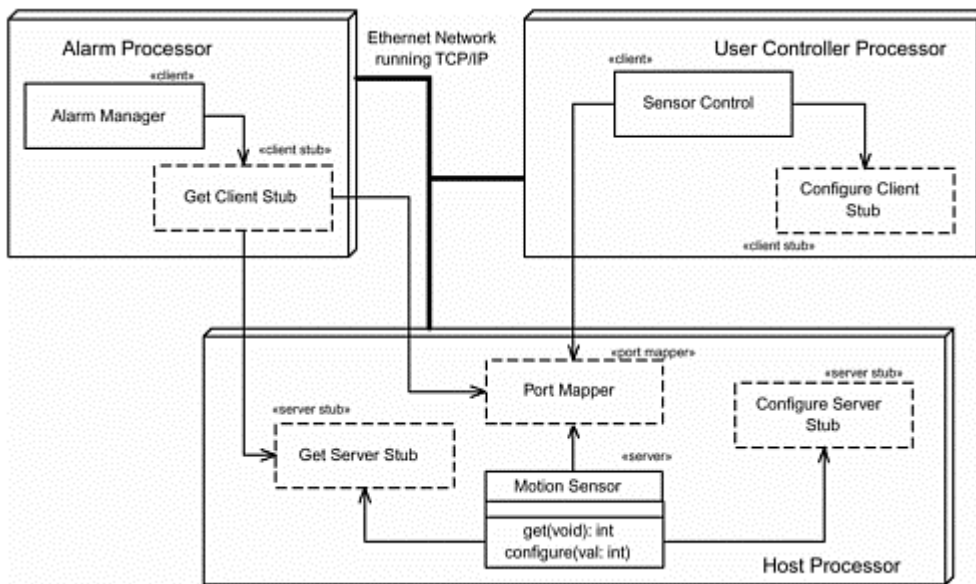 Alarm Processor
«client»
Alarm Manager
«client stub»
Get Client Stub
Ethernet Network
running TCP/IP
User Controller Processor
«client»
Sensor Control
Configure Client
Stub
«client stub»
«port mapper»
Port Mapper
«server stub»
Configure Server
Stub
«server stub»
Get Server Stub
«server»
Motion Sensor
get(void): int
configure(val: int)
Host Processor